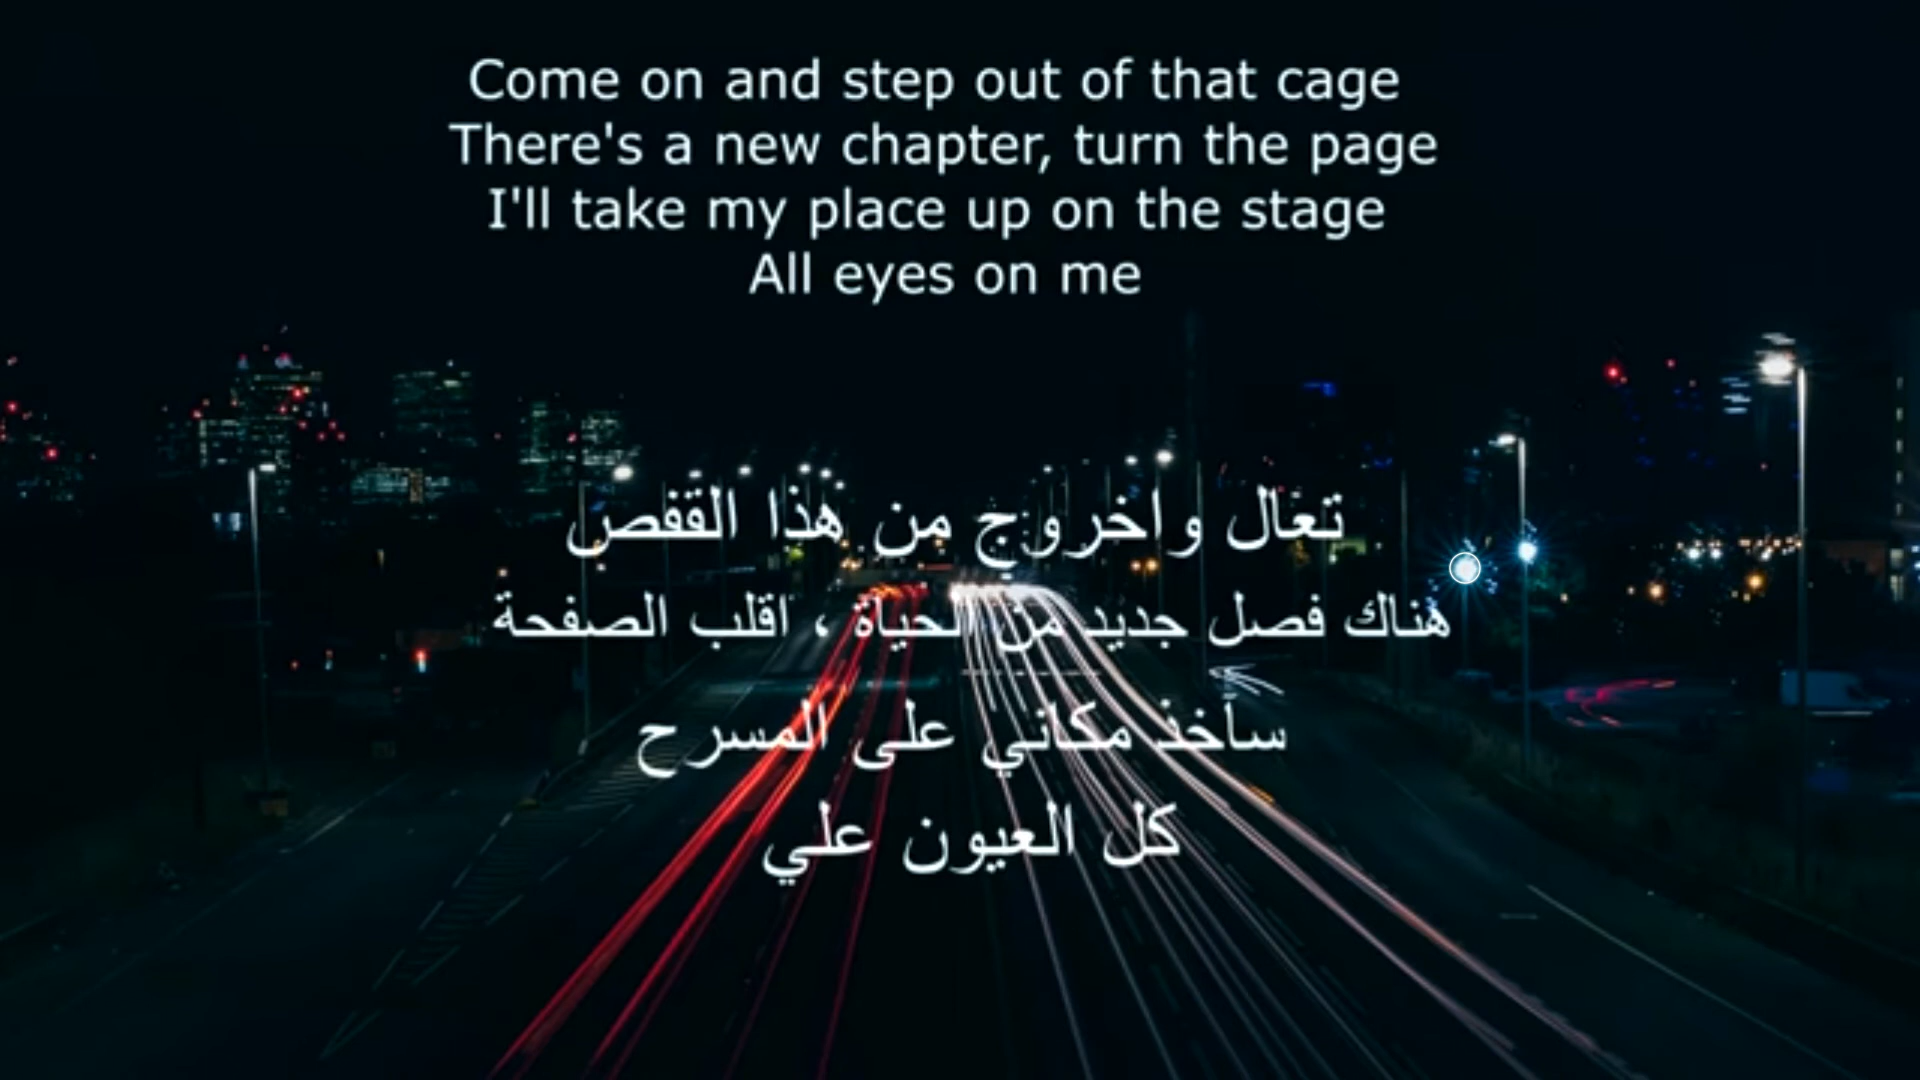 Come on and step out of that cage
There's a new chapter, turn the page
I'll take my place up on the stage
All eyes on me
تعال واخروج من هذا القفص
هناك فصل جديد من الحياة ، اقلب الصفحة
سأخذ مكاني على المسرح
كل العيون علي